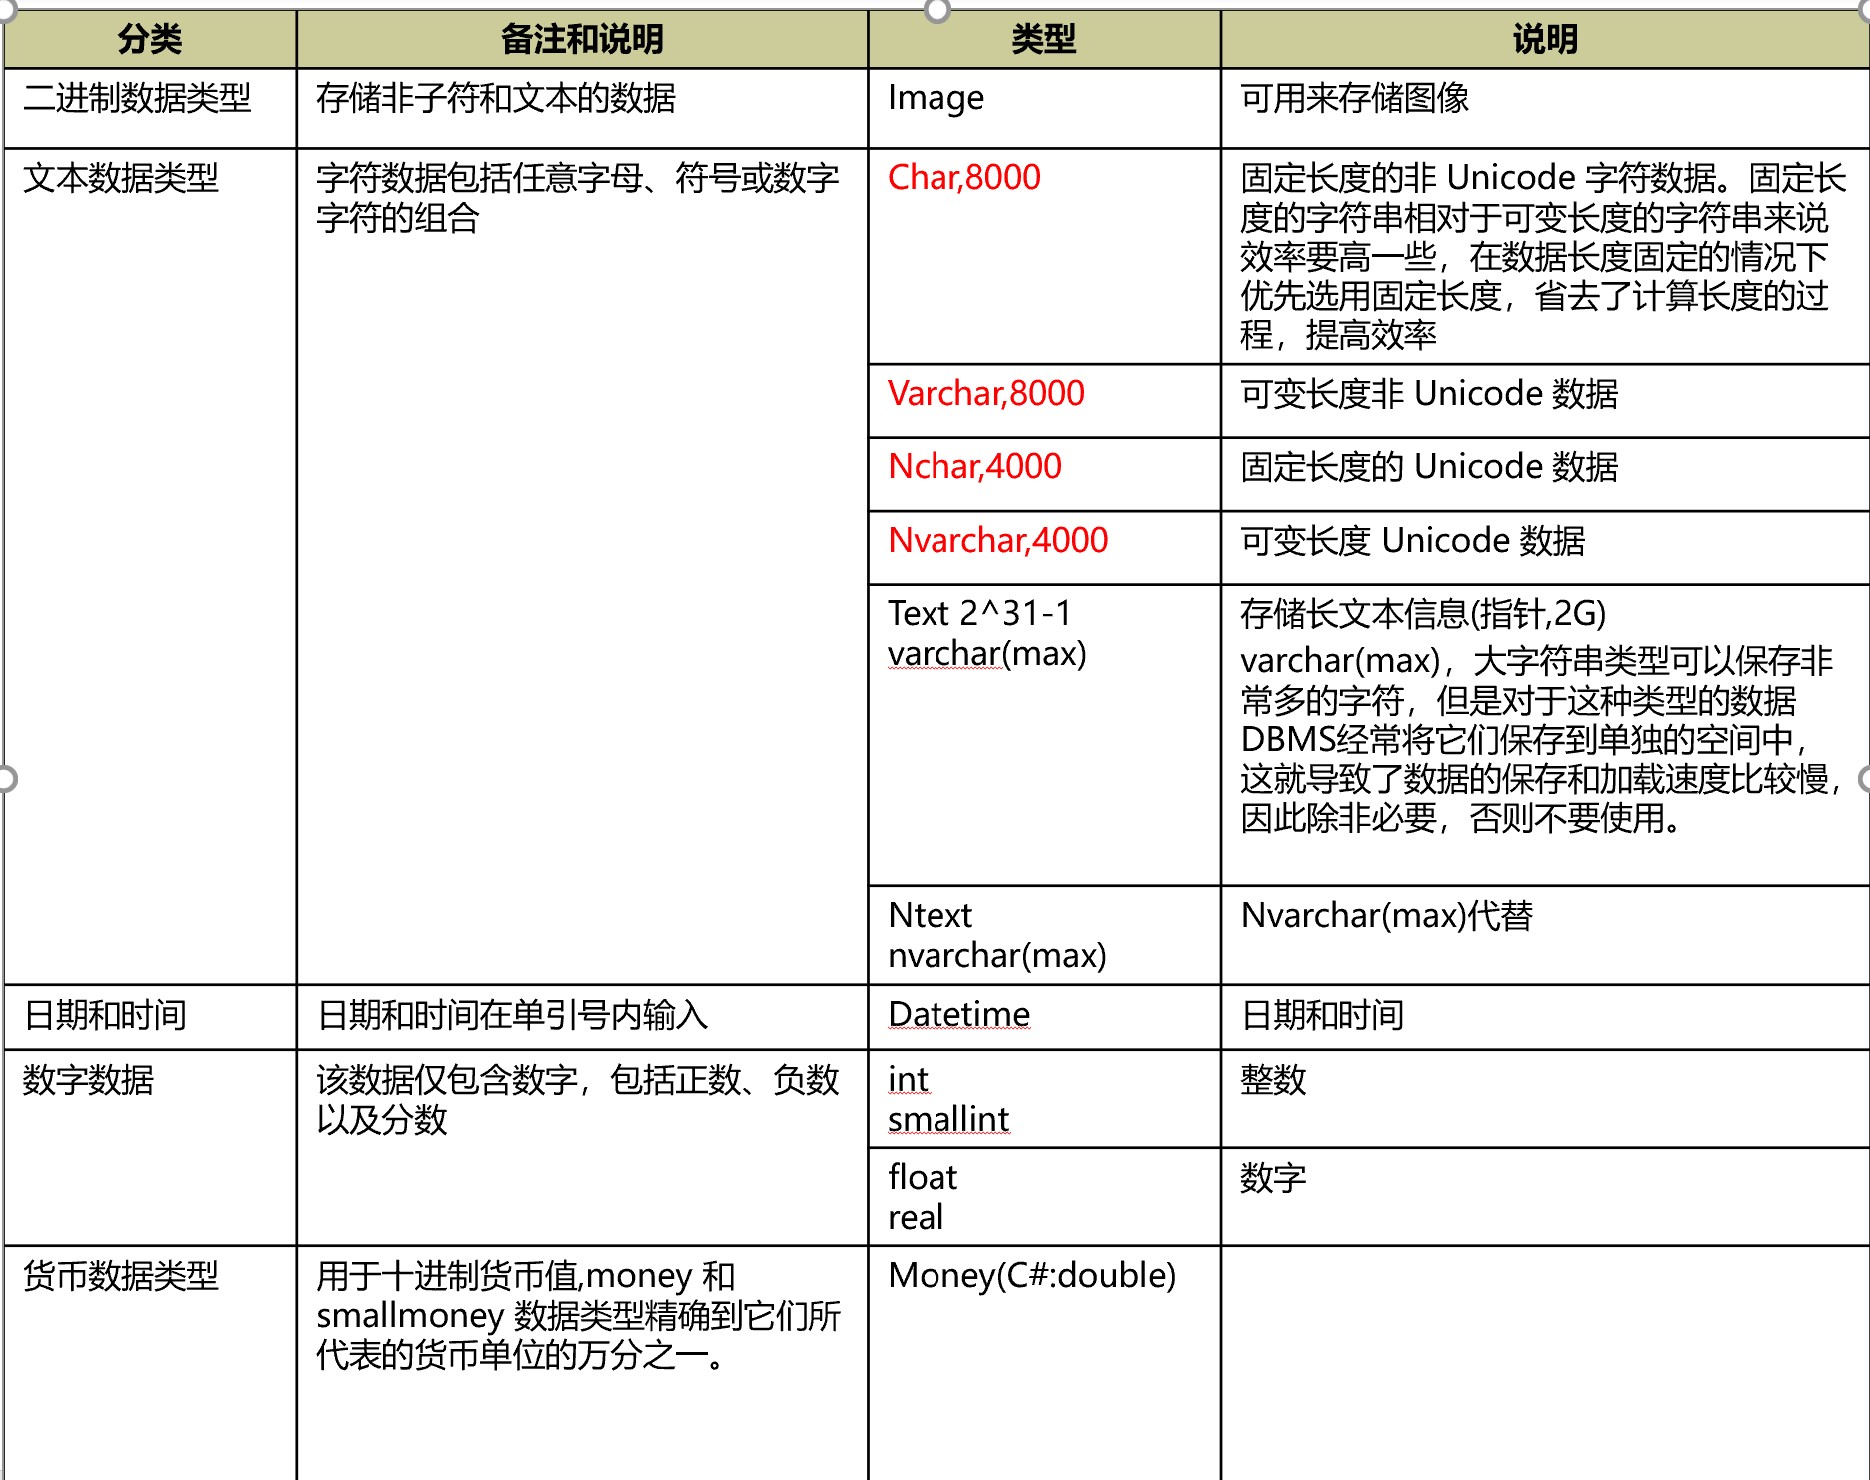 分类 备注和说明 类型 说明
二进制数据类型 存储非子符和文本的数据 Image 可用来存储图像
文本数据类型 字符数据包括任意字母、符号或数字
字符的组合
Char,8000
固定长度的非 Unicode 字符数据。固定长
度的字符串相对于可变长度的字符串来说
效率要高一些，在数据长度固定的情况下
优先选用固定长度，省去了计算长度的过
程，提高效率
Varchar,8000 可变长度非 Unicode 数据
Nchar,4000 固定长度的 Unicode 数据
Nvarchar,4000 可变长度 Unicode 数据
Text 2^31-1
varchar(max)
存储长文本信息(指针,2G)
varchar(max)，大字符串类型可以保存非
常多的字符，但是对于这种类型的数据
DBMS经常将它们保存到单独的空间中，
这就导致了数据的保存和加载速度比较慢，
因此除非必要，否则不要使用。
Ntext
nvarchar(max)
Nvarchar(max)代替
日期和时间 日期和时间在单引号内输入 Datetime 日期和时间
数字数据
该数据仅包含数字，包括正数、负数
以及分数
int
smallint
整数
float
real
数字
货币数据类型
用于十进制货币值,money 和
smallmoney 数据类型精确到它们所
代表的货币单位的万分之一。
Money(C#:double)